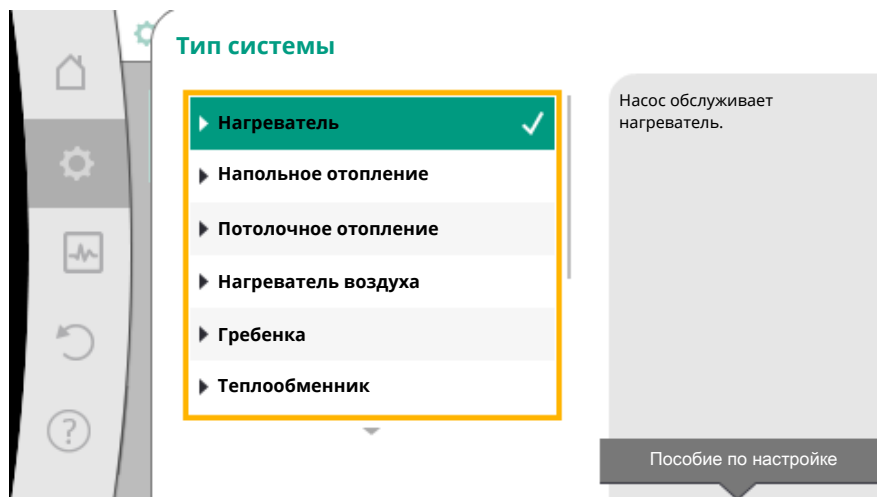 Тип системы
Нагреватель
Напольное отопление
Потолочное отопление
Нагреватель воздуха
Гребенка
Теплообменник
Насос обслуживает
нагреватель.
Пособие по настройке
?